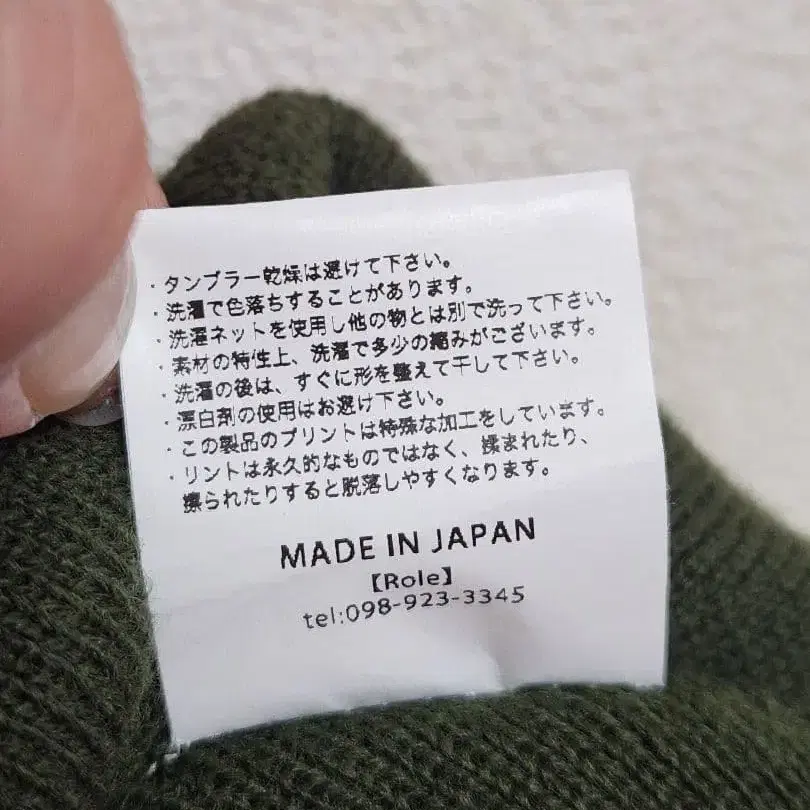 ・タンブラー乾燥は避けて下さい。
・洗濯で色落ちすることがあります。
・洗濯ネットを使用し他の物とは別で洗って下さい。
・素材の特性上、洗濯で多少の縮みがございます。
・洗濯の後は、すぐに形を整えて干して下さい。
・漂白剤の使用はお避け下さい。
・この製品のプリントは特殊な加工をしています。
・リントは永久的なものではなく、揉まれたり、
擦られたりすると脱落しやすくなります。
MADE IN JAPAN
【Role】
tel:098-923-3345